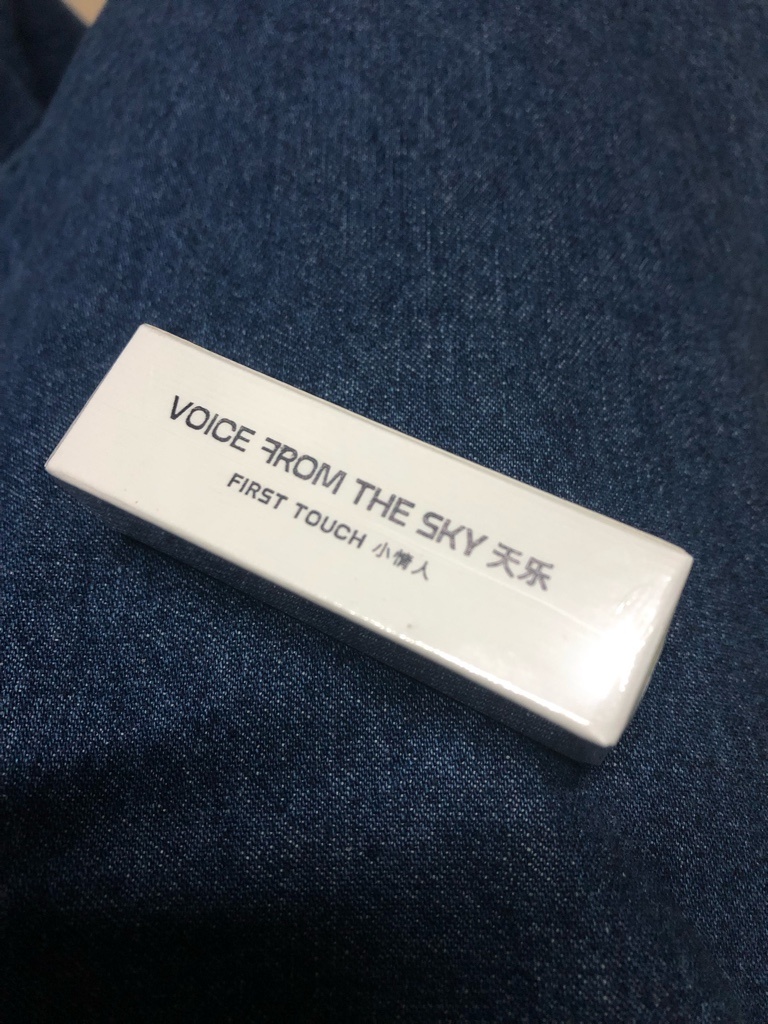 VOICE FROM THE SKY 天乐
FIRST TOUCH 小情人